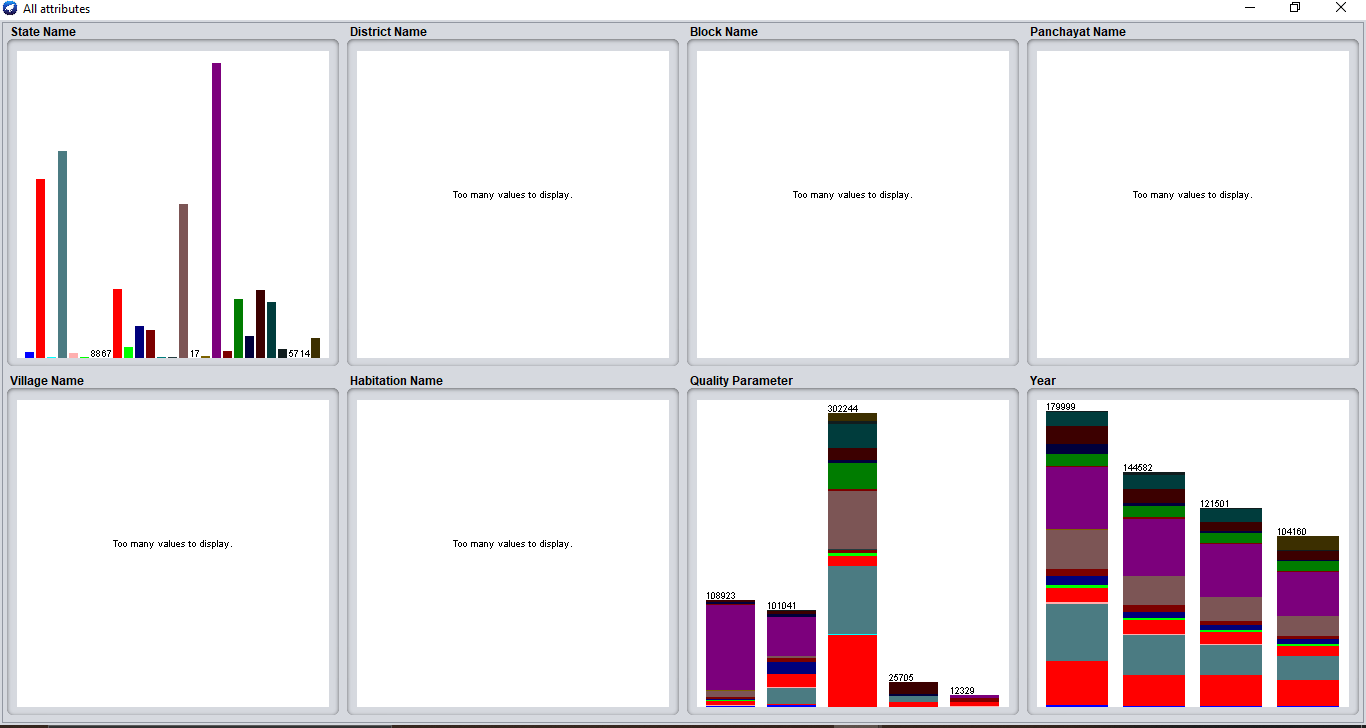 All attributes
State Name
District Name
Block Name
Panchayat Name
8867
17
5714
Too many values to display.
Too many values to display.
Too many values to display.
Village Name
Habitation Name
Quality Parameter
Year
Too many values to display.
Too many values to display.
108923
101041
302244
25705
12329
179999
144582
121501
104160